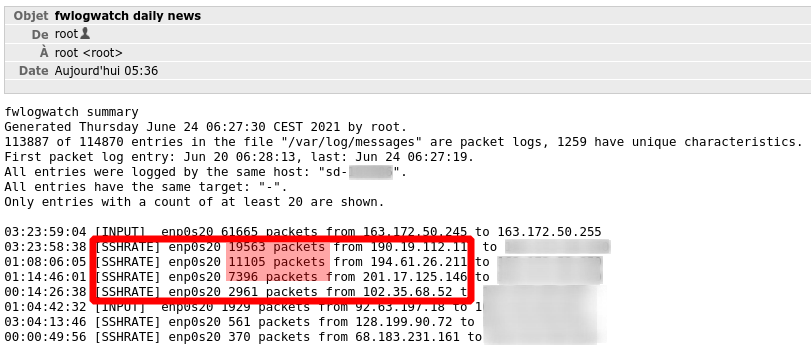 Objet fwlogwatch daily news
De root
À root <root>
Date Aujourd'hui 05:36
fwlogwatch summary
Generated Thursday June 24 06:27:30 CEST 2021 by root.
113887 of 114870 entries in the file "/var/log/messages" are packet logs, 1259 have unique characteristics.
First packet log entry: Jun 20 06:28:13, last: Jun 24 06:27:19.
All entries were logged by the same host: "sd- ".
All entries have the same target: "-".
Only entries with a count of at least 20 are shown.
03:23:59:04 [INPUT] enp0s20 61665 packets from 163.172.50.245 to 163.172.50.255
03:23:58:38 [SSHRATE] enp0s20 19563 packets from 190.19.112.11 to
01:08:06:05 [SSHRATE] enp0s20 11105 packets from 194.61.26.211 to
01:14:46:01 [SSHRATE] enp0s20 7396 packets from 201.17.125.146 to
00:14:26:38 [SSHRATE] enp0s20 2961 packets from 102.35.68.52 t
01:04:42:32 [INPUT] enp0s20 1929 packets from 92.63.197.18 to 1
03:04:13:46 [SSHRATE] enp0s20 561 packets from 128.199.90.72 to
00:00:49:56 [SSHRATE] enp0s20 370 packets from 68.183.231.161 to